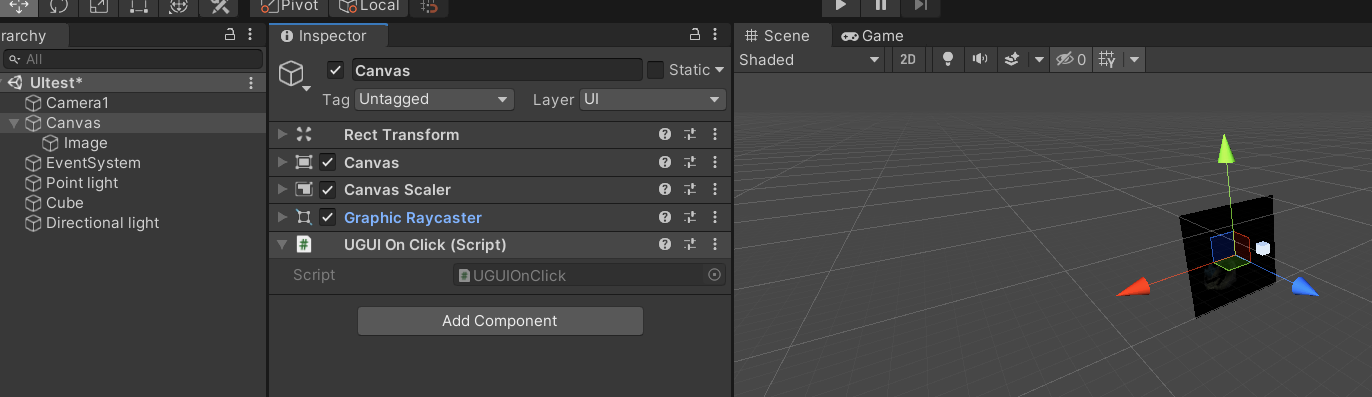 Pivot Local
rarchy
Inspector
Scene Game
All
Shaded 2D 0
UItest*
Canvas Static
Camera1
Tag Untagged Layer UI
Canvas
Image
Rect Transform
EventSystem
Canvas
Point light
Canvas Scaler
Cube
Graphic Raycaster
Directional light
UGUI On Click (Script)
Script UGUIOnClick
Add Component